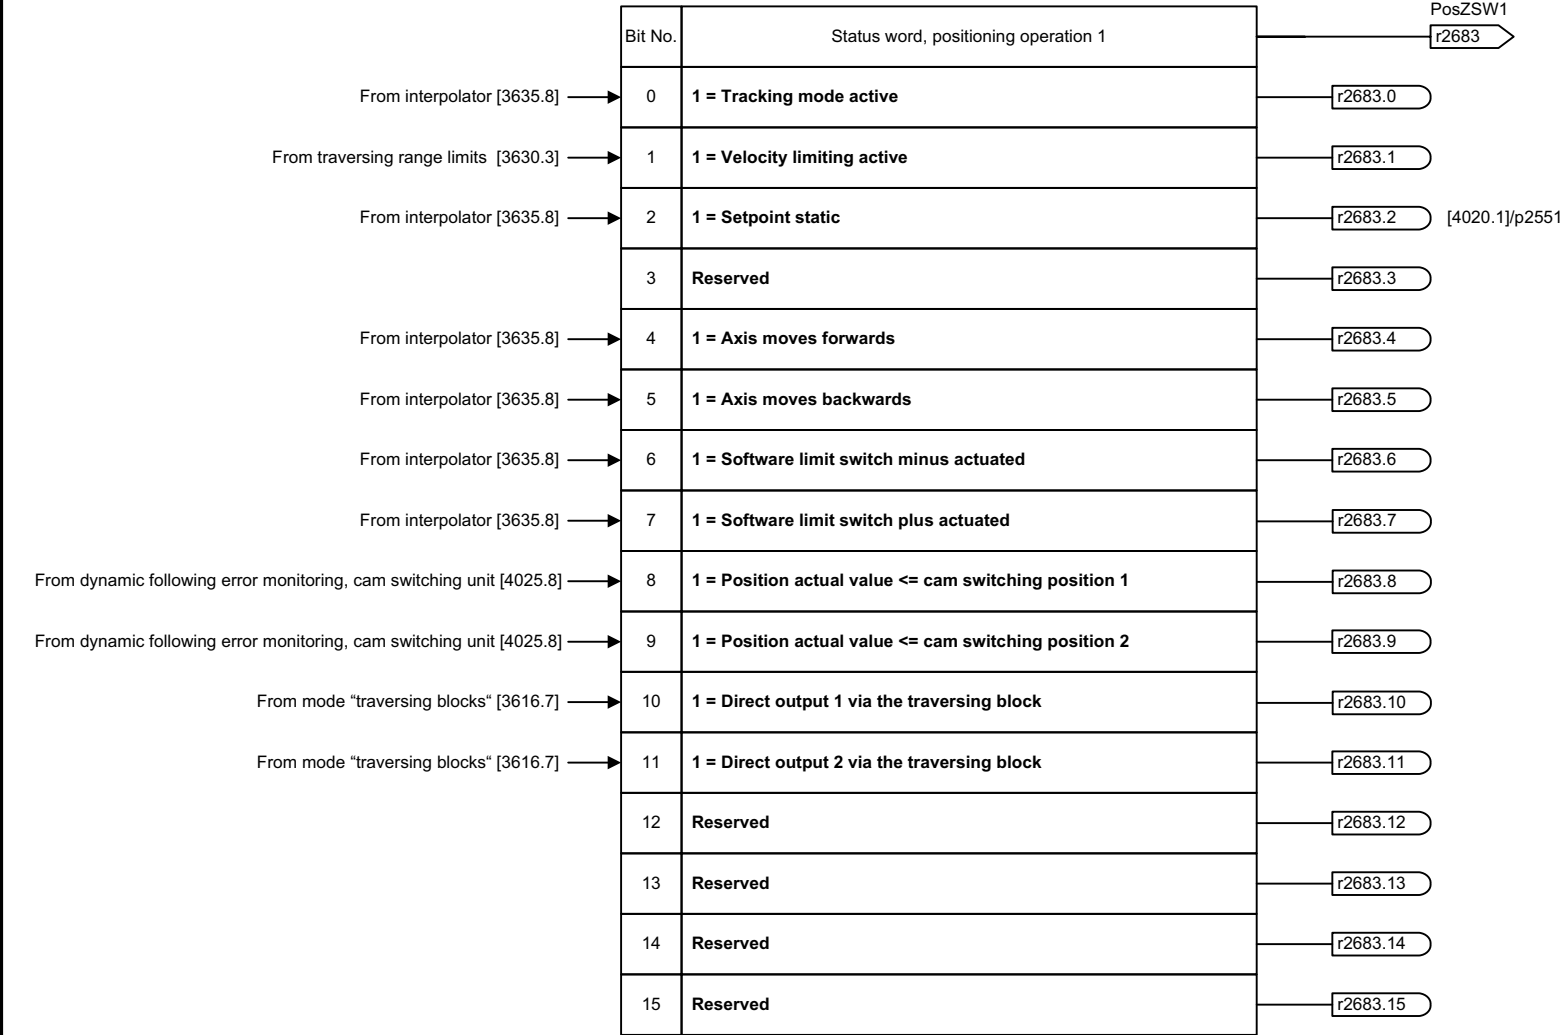 PosZSW1
Bit No. Status word, positioning operation 1 r2683
From interpolator [3635.8] 0 1 = Tracking mode active r2683.0
From traversing range limits [3630.3] 1 1 = Velocity limiting active r2683.1
From interpolator [3635.8] 2 1 = Setpoint static r2683.2 [4020.1]/p2551
3 Reserved r2683.3
From interpolator [3635.8] 4 1 = Axis moves forwards r2683.4
From interpolator [3635.8] 5 1 = Axis moves backwards r2683.5
From interpolator [3635.8] 6 1 = Software limit switch minus actuated r2683.6
From interpolator [3635.8] 7 1 = Software limit switch plus actuated r2683.7
From dynamic following error monitoring, cam switching unit [4025.8] 8 1 = Position actual value <= cam switching position 1 r2683.8
From dynamic following error monitoring, cam switching unit [4025.8] 9 1 = Position actual value <= cam switching position 2 r2683.9
From mode “traversing blocks“ [3616.7] 10 1 = Direct output 1 via the traversing block r2683.10
From mode “traversing blocks“ [3616.7] 11 1 = Direct output 2 via the traversing block r2683.11
12 Reserved r2683.12
13 Reserved r2683.13
14 Reserved r2683.14
15 Reserved r2683.15